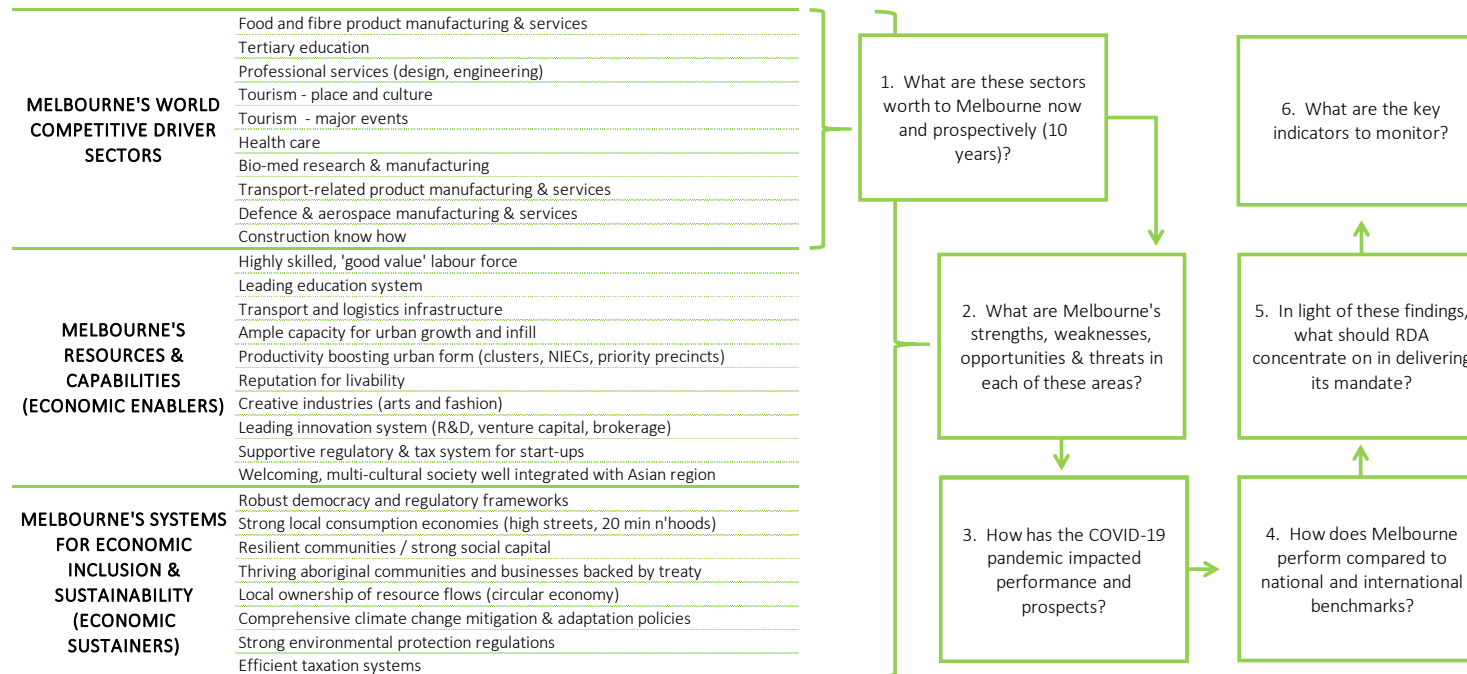 MELBOURNE'S WORLD
COMPETITIVE DRIVER
SECTORS
Food and fibre product manufacturing & services
Tertiary education
Professional services (design, engineering)
Tourism - place and culture
Tourism - major events
Health care
Bio-med research & manufacturing
Transport-related product manufacturing & services
Defence & aerospace manufacturing & services
Construction know how
MELBOURNE'S
RESOURCES &
CAPABILITIES
(ECONOMIC ENABLERS)
Highly skilled, 'good value' labour force
Leading education system
Transport and logistics infrastructure
Ample capacity for urban growth and infill
Productivity boosting urban form (clusters, NIECs, priority precincts)
Reputation for livability
Creative industries (arts and fashion)
Leading innovation system (R&D, venture capital, brokerage)
Supportive regulatory & tax system for start-ups
Welcoming, multi-cultural society well integrated with Asian region
MELBOURNE'S SYSTEMS
FOR ECONOMIC
INCLUSION &
SUSTAINABILITY
(ECONOMIC
SUSTAINERS)
Robust democracy and regulatory frameworks
Strong local consumption economies (high streets, 20 min n'hoods)
Resilient communities / strong social capital
Thriving aboriginal communities and businesses backed by treaty
Local ownership of resource flows (circular economy)
Comprehensive climate change mitigation & adaptation policies
Strong environmental protection regulations
Efficient taxation systems
1. What are these sectors
worth to Melbourne now
and prospectively (10
years)?
2. What are Melbourne's
strengths, weaknesses,
opportunities & threats in
each of these areas?
3. How has the COVID-19
pandemic impacted
performance and
prospects?
4. How does Melbourne
perform compared to
national and international
benchmarks?
5. In light of these findings,
what should RDA
concentrate on in delivering
its mandate?
6. What are the key
indicators to monitor?